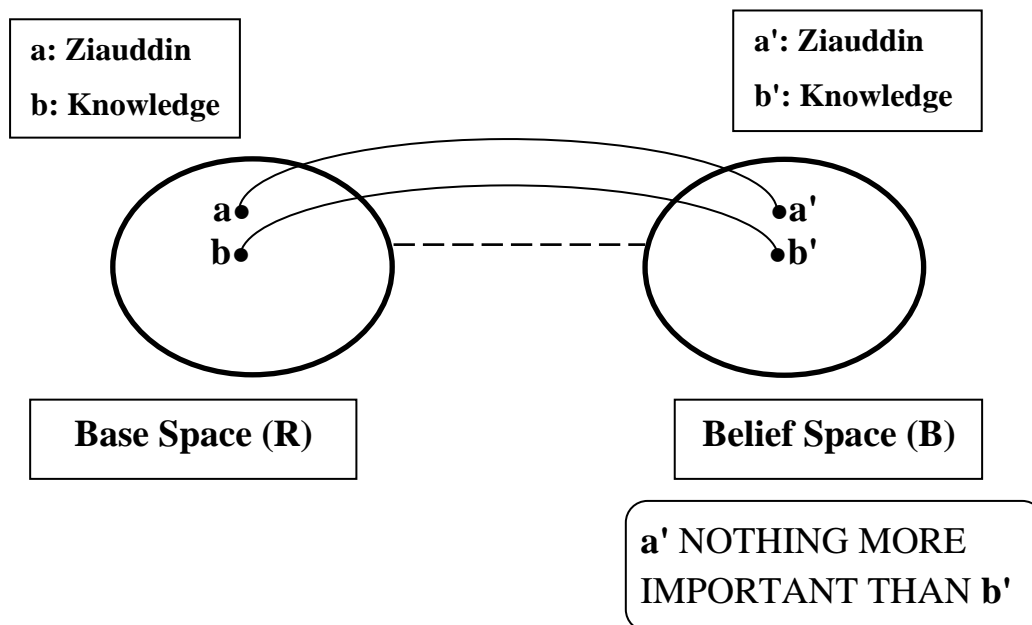 a: Ziauddin
b: Knowledge
a': Ziauddin
b': Knowledge
a
b
a'
b'
Base Space (R)
Belief Space (B)
a' NOTHING MORE
IMPORTANT THAN b'